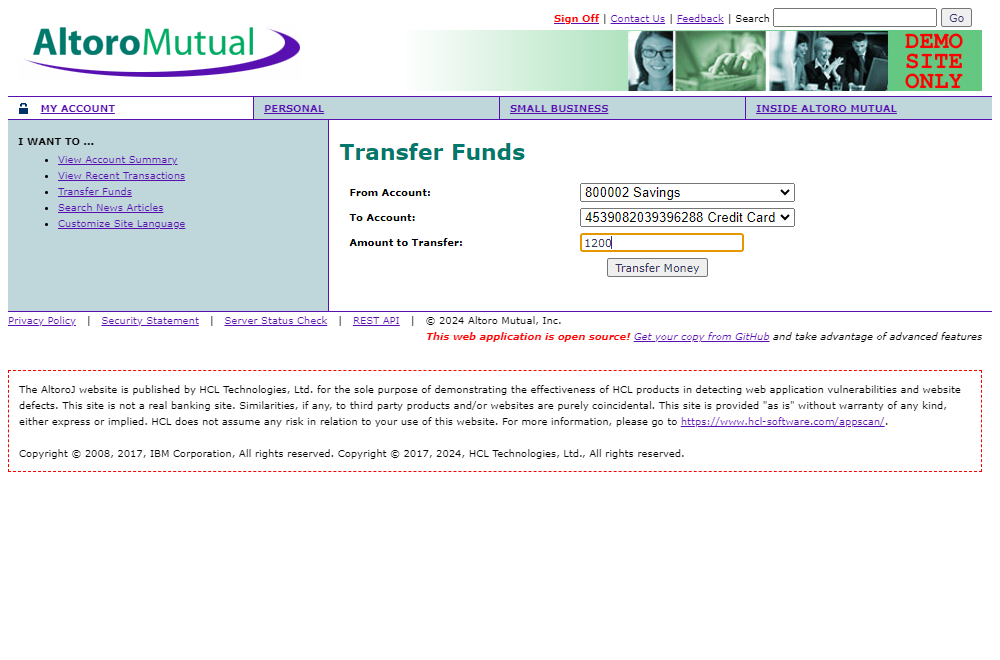 Sign Off | Contact Us | Feedback | Search Go
AltoroMutual
DEMO
SITE
ONLY
MY ACCOUNT
PERSONAL
SMALL BUSINESS
INSIDE ALTORO MUTUAL
I WANT TO ...
• View Account Summary
• View Recent Transactions
• Transfer Funds
• Search News Articles
• Customize Site Language
Transfer Funds
From Account: 800002 Savings
To Account: 4539082039396288 Credit Card
Amount to Transfer: 1200
Transfer Money
Privacy Policy | Security Statement | Server Status Check | REST API | © 2024 Altoro Mutual, Inc.
This web application is open source! Get your copy from GitHub and take advantage of advanced features
The AltoroJ website is published by HCL Technologies, Ltd. for the sole purpose of demonstrating the effectiveness of HCL products in detecting web application vulnerabilities and website
defects. This site is not a real banking site. Similarities, if any, to third party products and/or websites are purely coincidental. This site is provided "as is" without warranty of any kind,
either express or implied. HCL does not assume any risk in relation to your use of this website. For more information, please go to https://www.hcl-software.com/appscan/.
Copyright © 2008, 2017, IBM Corporation, All rights reserved. Copyright © 2017, 2024, HCL Technologies, Ltd., All rights reserved.